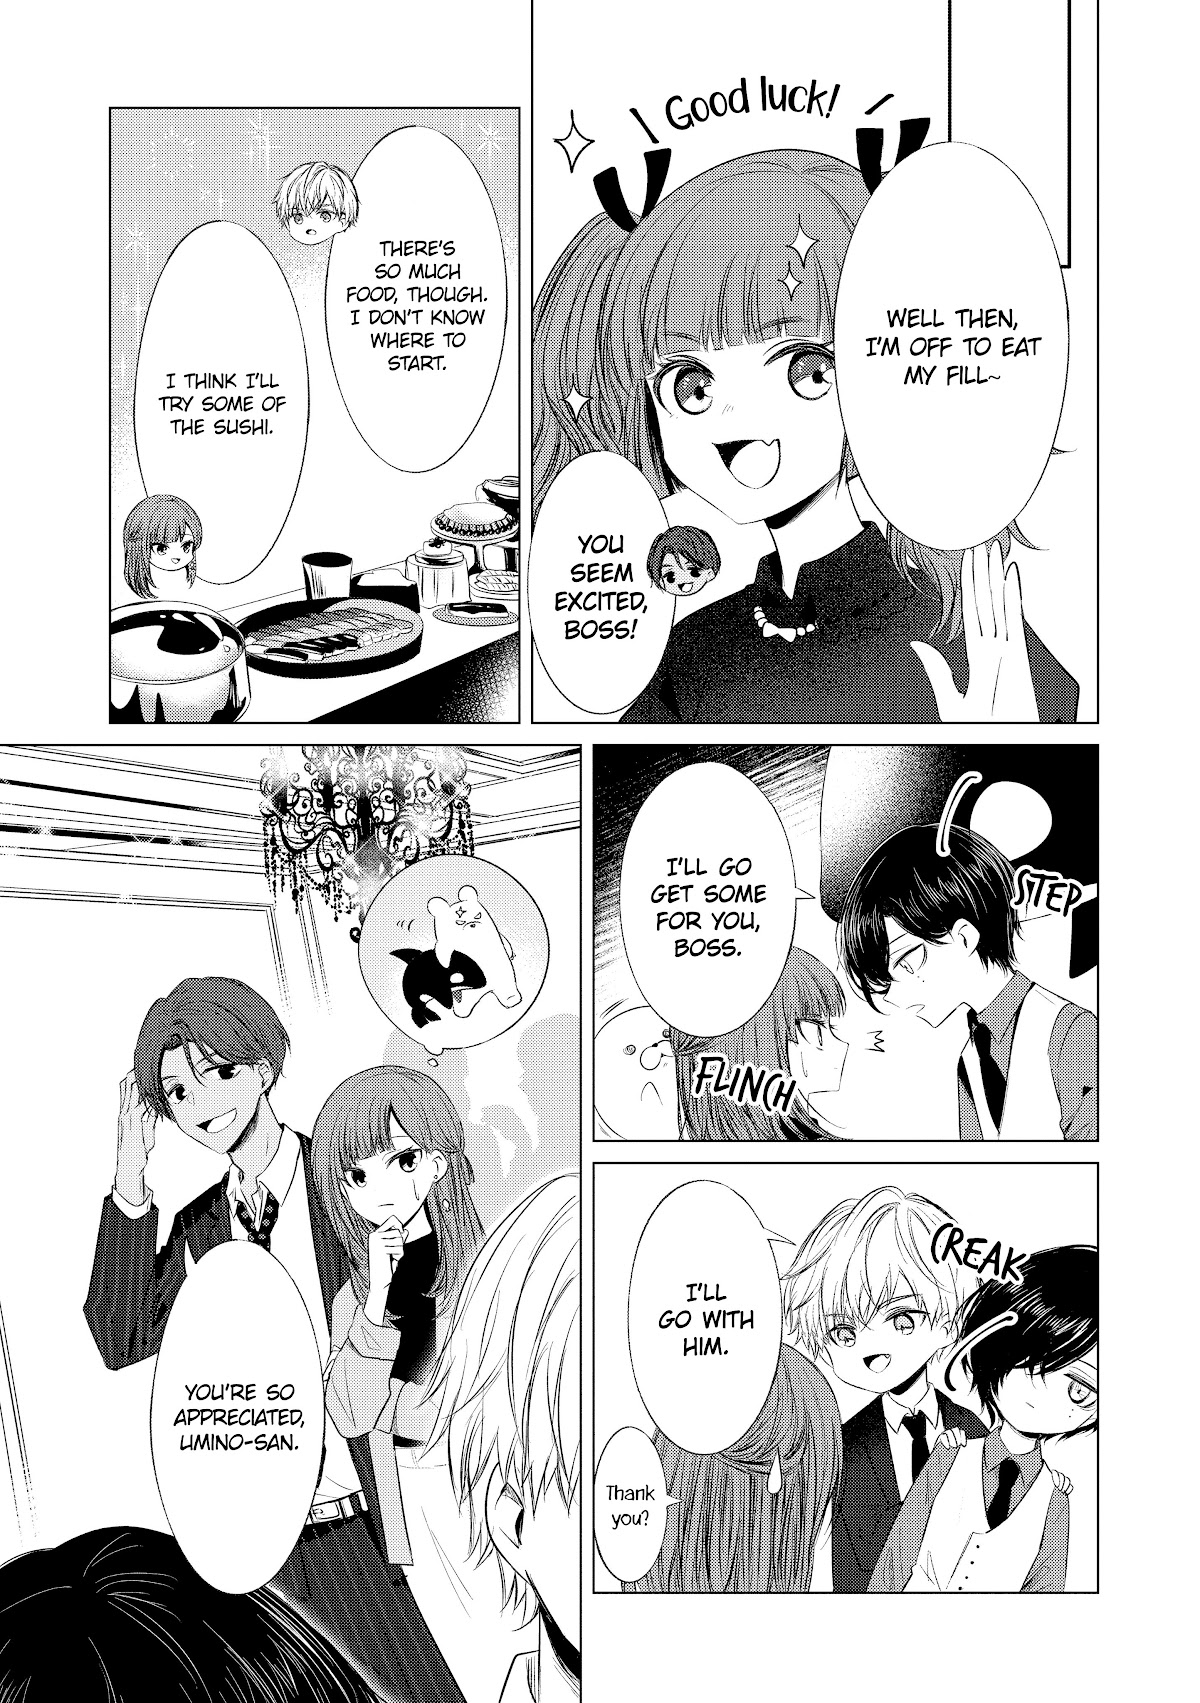 Good luck!
WELL THEN,
I'M OFF TO EAT
MY FILL~
YOU
SEEM
EXCITED,
BOSS!
THERE'S
SO MUCH
FOOD, THOUGH.
I DON'T KNOW
WHERE TO
START.
I THINK I'LL
TRY SOME OF
THE SUSHI.
STEP
I'LL GO
GET SOME
FOR YOU,
BOSS.
FLINCH
CREAK
I'LL
GO WITH
HIM.
Thank
you?
YOU'RE SO
APPRECIATED,
UMINO-SAN.